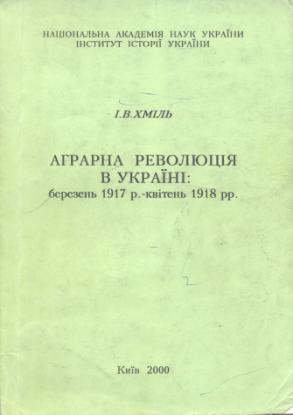 НАЦІОНАЛЬНА АКАДЕМІЯ НАУК УКРАЇНИ
ІНСТИТУТ ІСТОРІЇ УКРАЇНИ
І.В.ХМІЛЬ
АГРАРНА РЕВОЛЮЦІЯ
В УКРАЇНІ:
березень 1917 р.-квітень 1918 рр.
Київ 2000